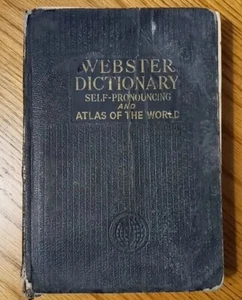 WEBSTER
DICTIONARY
SELF-PRONOUNCING
AND
ATLAS OF THE WORLD